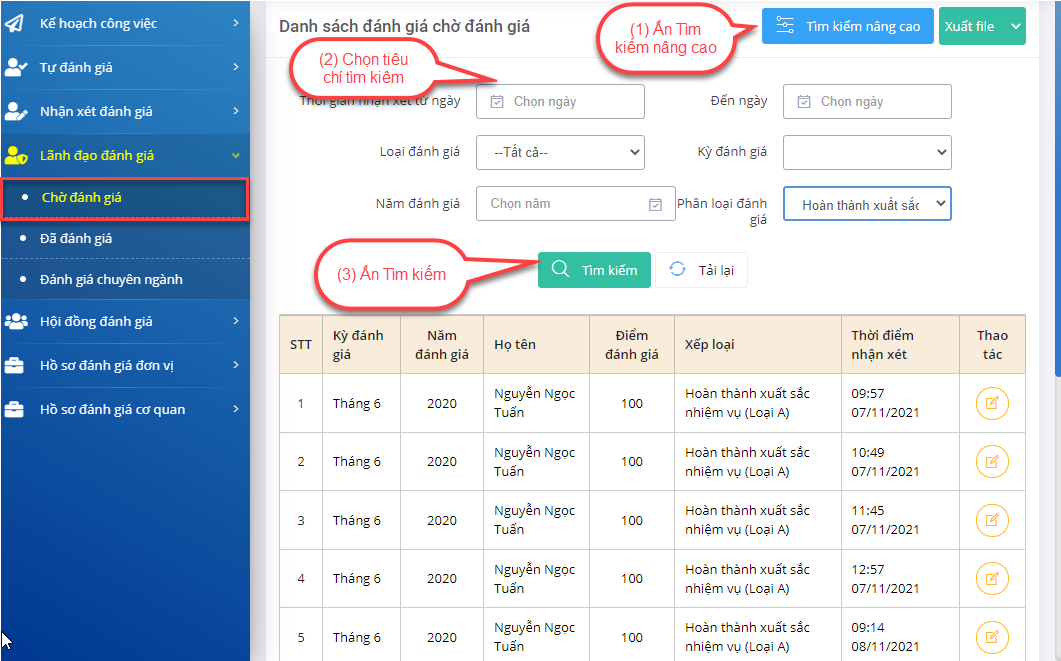 Kế hoạch công việc
Tự đánh giá
Nhận xét đánh giá
Lãnh đạo đánh giá
Chờ đánh giá
Đã đánh giá
Đánh giá chuyên ngành
Hội đồng đánh giá
Hồ sơ đánh giá đơn vị
Hồ sơ đánh giá cơ quan
Danh sách đánh giá chờ đánh giá
(1) Ấn Tìm
kiếm nâng cao
Tìm kiếm nâng cao
Xuất file
(2) Chọn tiêu
chí tìm kiếm
Thời gian nhận xét từ ngày
Chọn ngày
Đến ngày
Chọn ngày
Loại đánh giá
--Tất cả--
Kỳ đánh giá
Năm đánh giá
Chọn năm
Phân loại đánh
giá
Hoàn thành xuất sắc
(3) Ấn Tìm kiếm
Tìm kiếm
Tải lại
STT
Kỳ đánh
giá
Năm
đánh giá
Họ tên
Điểm
đánh giá
Xếp loại
Thời điểm
nhận xét
Thao
tác
1
Tháng 6
2020
Nguyễn Ngọc
Tuấn
100
Hoàn thành xuất sắc
nhiệm vụ (Loại A)
09:57
07/11/2021
2
Tháng 6
2020
Nguyễn Ngọc
Tuấn
100
Hoàn thành xuất sắc
nhiệm vụ (Loại A)
10:49
07/11/2021
3
Tháng 6
2020
Nguyễn Ngọc
Tuấn
100
Hoàn thành xuất sắc
nhiệm vụ (Loại A)
11:45
07/11/2021
4
Tháng 6
2020
Nguyễn Ngọc
Tuấn
100
Hoàn thành xuất sắc
nhiệm vụ (Loại A)
12:57
07/11/2021
5
Tháng 6
2020
Nguyễn Ngọc
Tuấn
100
Hoàn thành xuất sắc
nhiệm vụ (Loại A)
09:14
08/11/2021